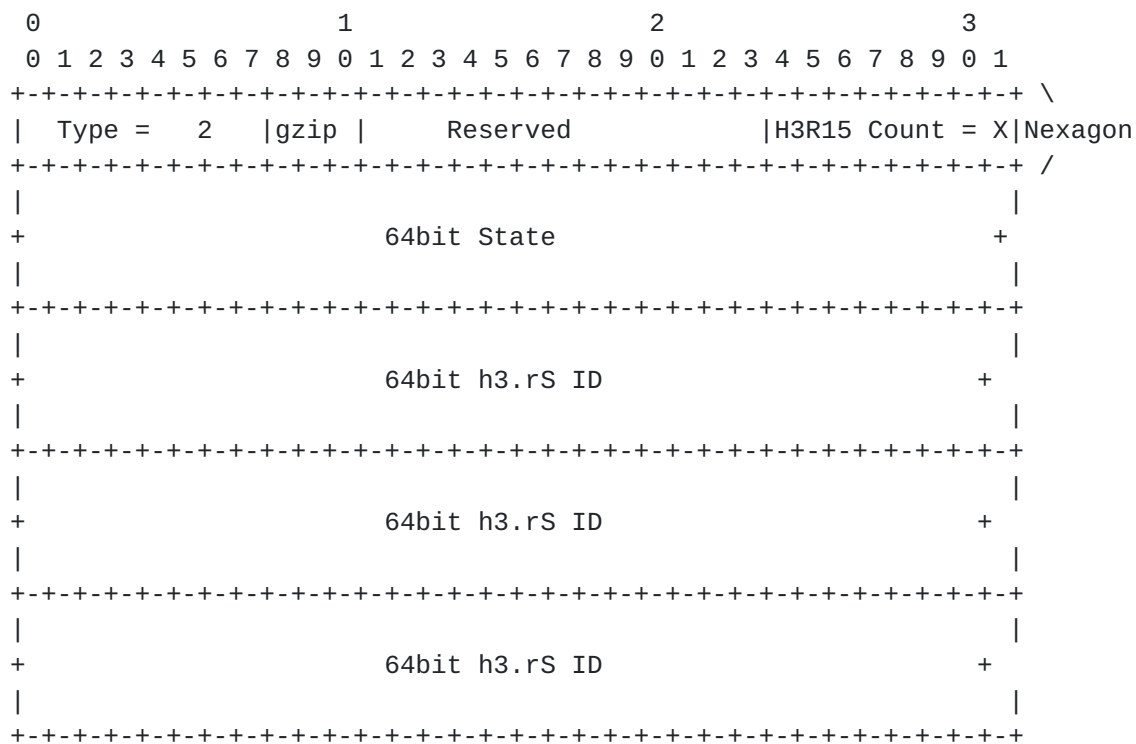 0                   1                   2                   3
 0 1 2 3 4 5 6 7 8 9 0 1 2 3 4 5 6 7 8 9 0 1 2 3 4 5 6 7 8 9 0 1
+-+-+-+-+-+-+-+-+-+-+-+-+-+-+-+-+-+-+-+-+-+-+-+-+-+-+-+-+-+-+-+-+ \
|  Type =   2   |gzip |     Reserved            |H3R15 Count = X|Nexagon
+-+-+-+-+-+-+-+-+-+-+-+-+-+-+-+-+-+-+-+-+-+-+-+-+-+-+-+-+-+-+-+-+ /
|                                                               |
+                       64bit State                            +
|                                                               |
+-+-+-+-+-+-+-+-+-+-+-+-+-+-+-+-+-+-+-+-+-+-+-+-+-+-+-+-+-+-+-+-+
|                                                               |
+                       64bit h3.rS ID                        +
|                                                               |
+-+-+-+-+-+-+-+-+-+-+-+-+-+-+-+-+-+-+-+-+-+-+-+-+-+-+-+-+-+-+-+-+
|                                                               |
+                       64bit h3.rS ID                        +
|                                                               |
+-+-+-+-+-+-+-+-+-+-+-+-+-+-+-+-+-+-+-+-+-+-+-+-+-+-+-+-+-+-+-+-+
|                                                               |
+                       64bit h3.rS ID                        +
|                                                               |
+-+-+-+-+-+-+-+-+-+-+-+-+-+-+-+-+-+-+-+-+-+-+-+-+-+-+-+-+-+-+-+-+